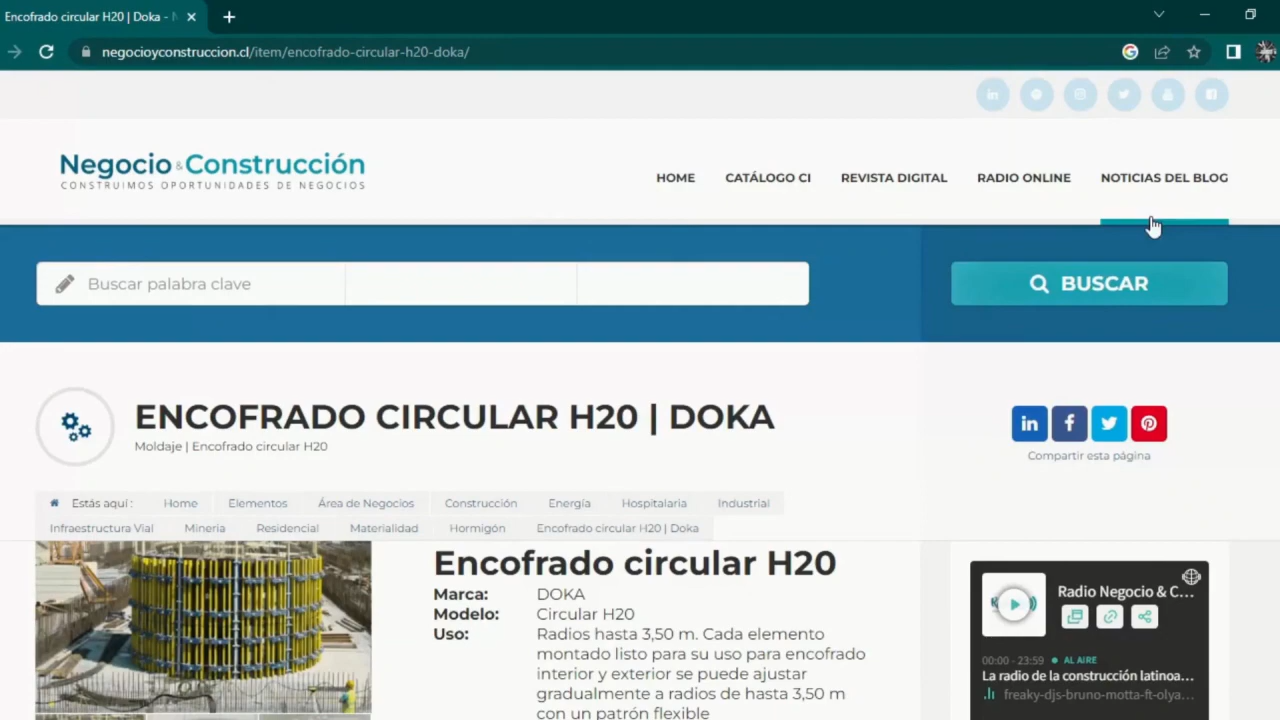 Encofrado circular H20 | Doka -
negocioyconstruccion.cl/item/encofrado-circular-h20-doka/
Negocio & Construcción
CONSTRUIMOS OPORTUNIDADES DE NEGOCIOS
HOME CATÁLOGO CI REVISTA DIGITAL RADIO ONLINE NOTICIAS DEL BLOG
Buscar palabra clave
BUSCAR
ENCOFRADO CIRCULAR H20 | DOKA
Moldaje | Encofrado circular H20
Compartir esta página
Estás aquí : Home Elementos Área de Negocios Construcción Energía Hospitalaria Industrial
Infraestructura Vial Mineria Residencial Materialidad Hormigón Encofrado circular H20 | Doka
Encofrado circular H20
Marca: DOKA
Modelo: Circular H20
Uso: Radios hasta 3,50 m. Cada elemento
montado listo para su uso para encofrado
interior y exterior se puede ajustar
gradualmente a radios de hasta 3,50 m
con un patrón flexible
Radio Negocio & C...
00:00 - 23:59 • AL AIRE
La radio de la construcción latinoa...
freaky-djs-bruno-motta-ft-olya...